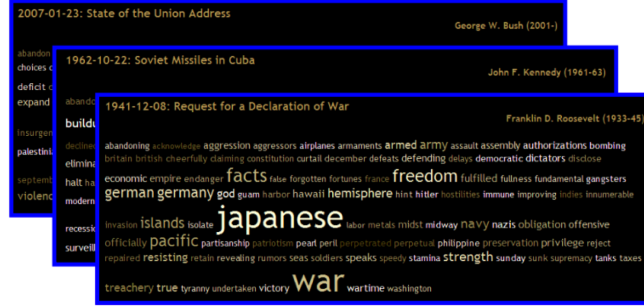 2007-01-23: State of the Union Address
George W. Bush (2001-)
abandon
choices
deficit
expand
insurgen
palestini
septemb
violenc
1962-10-22: Soviet Missiles in Cuba
John F. Kennedy (1961-63)
abando
buildu
declined
elimina
halt ha
modern
recessio
surveill
1941-12-08: Request for a Declaration of War
Franklin D. Roosevelt (1933-45)
abandoning acknowledge aggression aggressors airplanes armaments armed army assault assembly authorizations bombing
britain british cheerfully claiming constitution curtail december defeats defending delays democratic dictators disclose
economic empire endanger facts false forgotten fortunes france freedom fulfilled fullness fundamental gangsters
german germany god guam harbor hawaii hemisphere hint hitler hostilities immune improving indies innumerable
invasion islands isolate japanese labor metals midst midway navy nazis obligation offensive
officially pacific partisanship patriotism pearl peril perpetrated perpetual philippine preservation privilege reject
repaired resisting retain revealing rumors seas soldiers speaks speedy stamina strength sunday sunk supremacy tanks taxes
treachery true tyranny undertaken victory war wartime washington